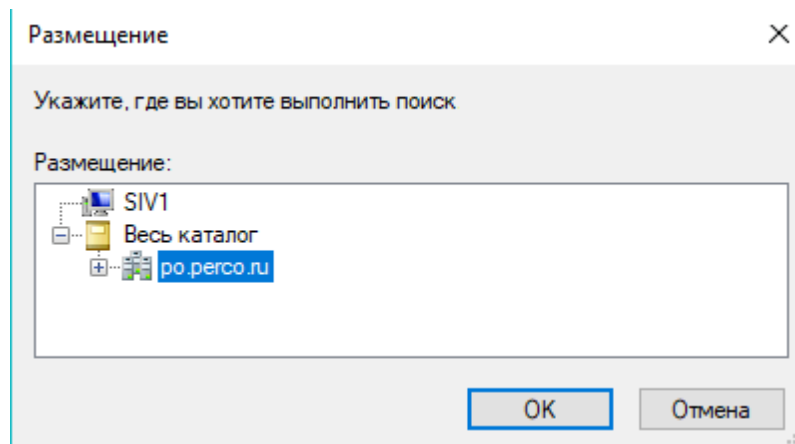 Размещение
Укажите, где вы хотите выполнить поиск
Размещение:
SIV1
Весь каталог
po.perco.ru
OK
Отмена